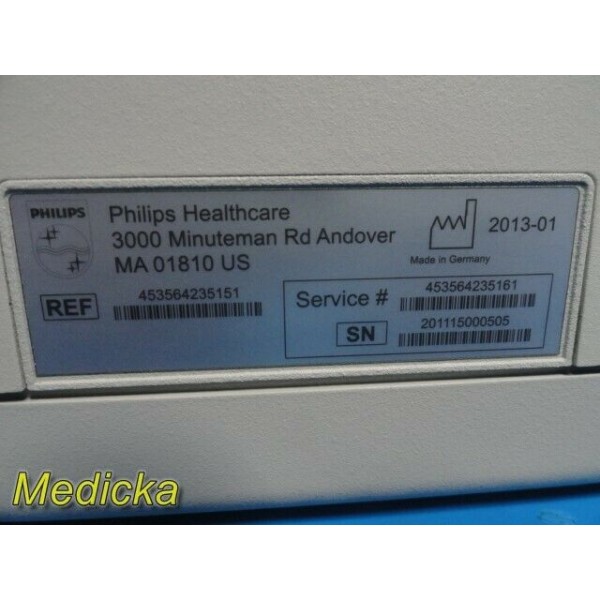 PHILIPS
Philips Healthcare
3000 Minuteman Rd Andover
MA 01810 US
2013-01
Made in Germany
REF
453564235151
Service #
453564235161
SN
201115000505
Medicka